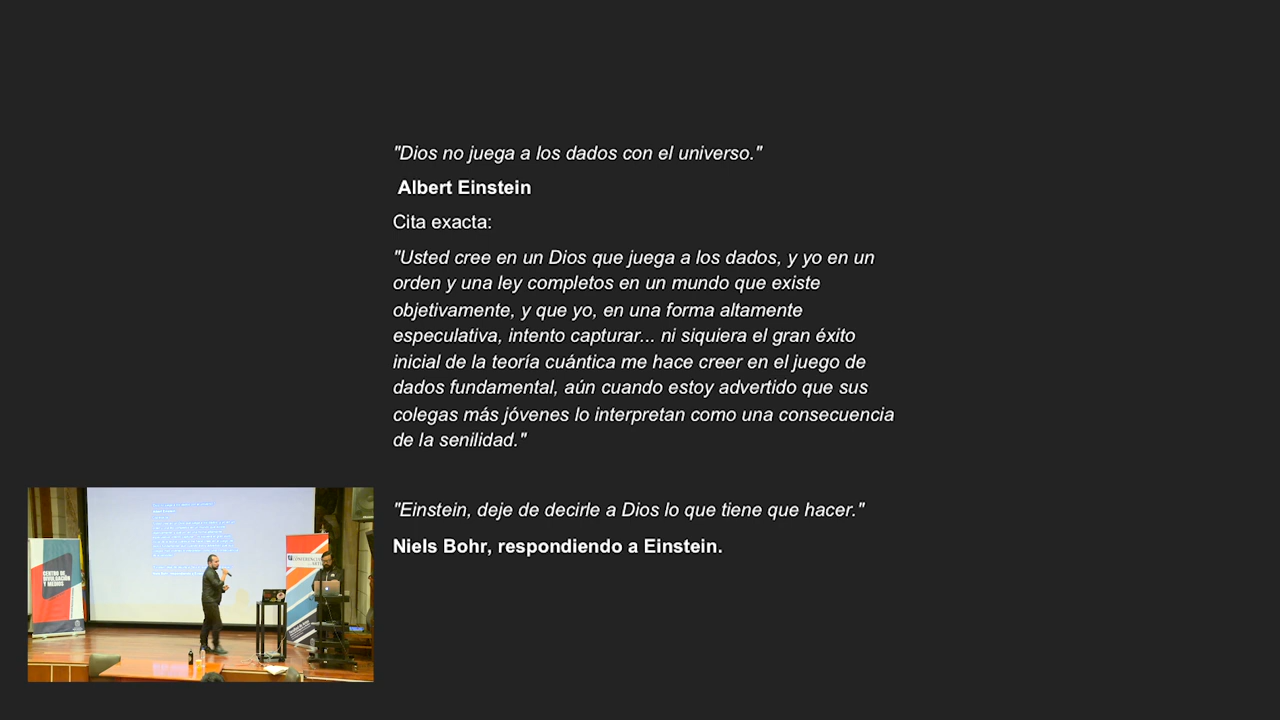 "Dios no juega a los dados con el universo."
Albert Einstein
Cita exacta:
"Usted cree en un Dios que juega a los dados, y yo en un
orden y una ley completos en un mundo que existe
objetivamente, y que yo, en una forma altamente
especulativa, intento capturar... ni siquiera el gran éxito
inicial de la teoría cuántica me hace creer en el juego de
dados fundamental, aún cuando estoy advertido que sus
colegas más jóvenes lo interpretan como una consecuencia
de la senilidad."
"Einstein, deje de decirle a Dios lo que tiene que hacer."
Niels Bohr, respondiendo a Einstein.
CENTRO DE
DIVULGACIÓN
Y MEDIOS